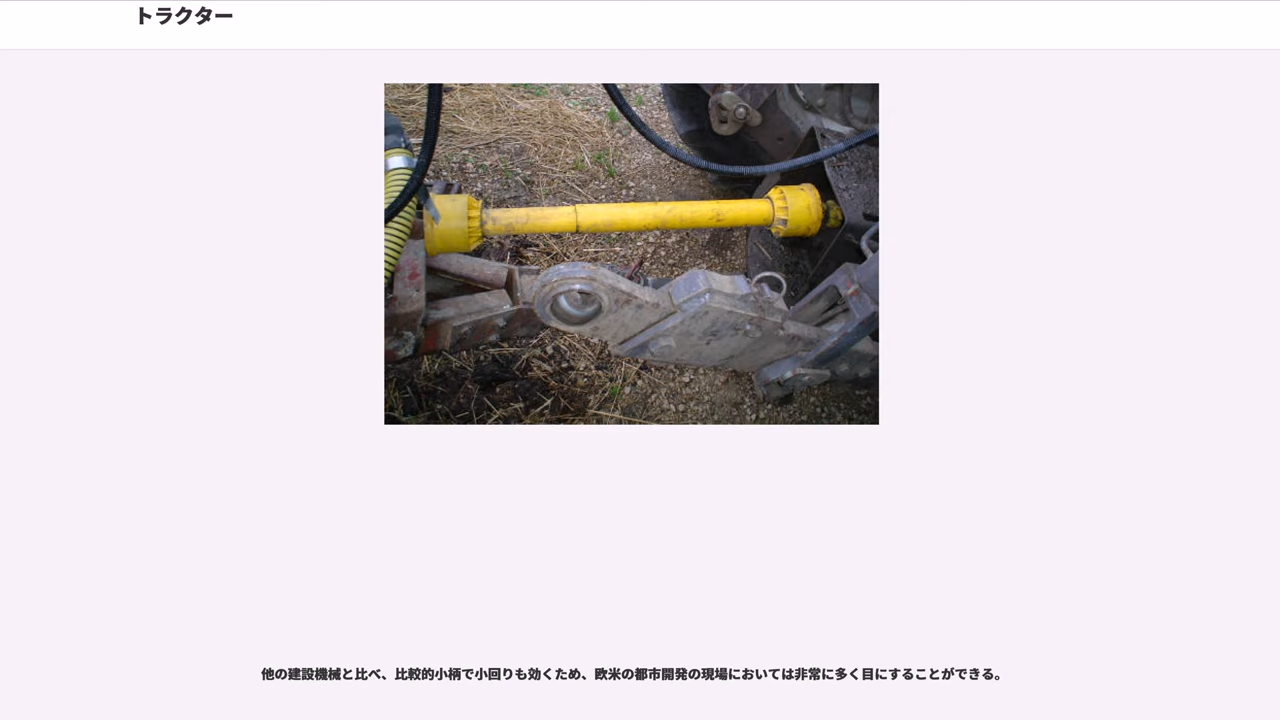 トラクター
他の建設機械と比べ、比較的小柄で小回りも効くため、欧米の都市開発の現場においては非常に多く目にすることができる。